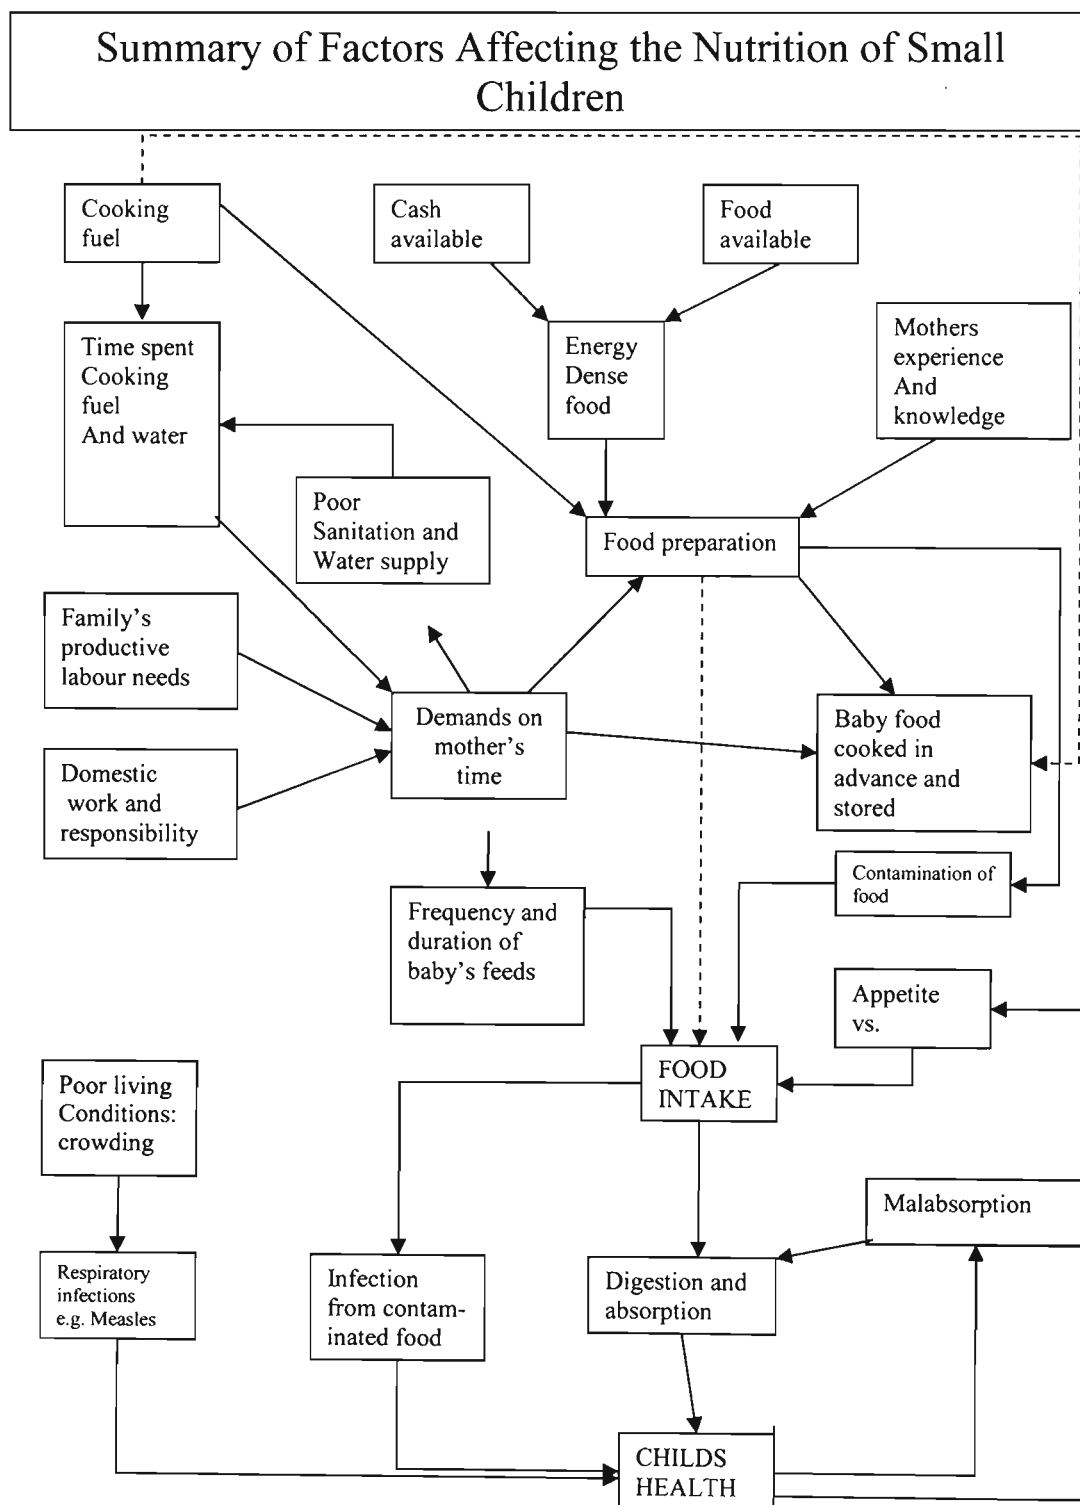 Summary of Factors Affecting the Nutrition of Small
Children
Cooking
fuel
Cash
available
Food
available
Time spent
Cooking
fuel
And water
Energy
Dense
food
Mothers
experience
And
knowledge
Poor
Sanitation and
Water supply
Food preparation
Family's
productive
labour needs
Demands on
mother's
time
Baby food
cooked in
advance and
stored
Domestic
work and
responsibility
Contamination of
food
Frequency and
duration of
baby's feeds
Appetite
vs.
FOOD
INTAKE
Poor living
Conditions:
crowding
Malabsorption
Respiratory
infections
e.g. Measles
Infection
from contam-
inated food
Digestion and
absorption
CHILDS
HEALTH